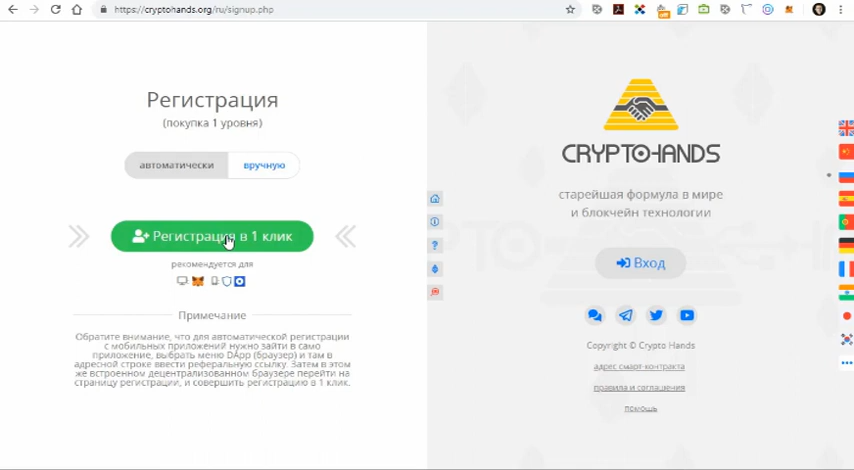 https://cryptohands.org/ru/signup.php
off
Регистрация
(покупка 1 уровня)
автоматически
вручную
Регистрация в 1 клик
рекомендуется для
Примечание
Обратите внимание, что для автоматической регистрации
с мобильных приложений нужно зайти в само
приложение, выбрать меню DApp (браузер) и там в
адресной строке ввести реферальную ссылку. Затем в этом
же встроенном децентрализованном браузере перейти на
страницу регистрации, и совершить регистрацию в 1 клик.
CRYPTOHANDS
старейшая формула в мире
и блокчейн технологии
Вход
Copyright © Crypto Hands
адрес смарт-контракта
правила и соглашения
помощь